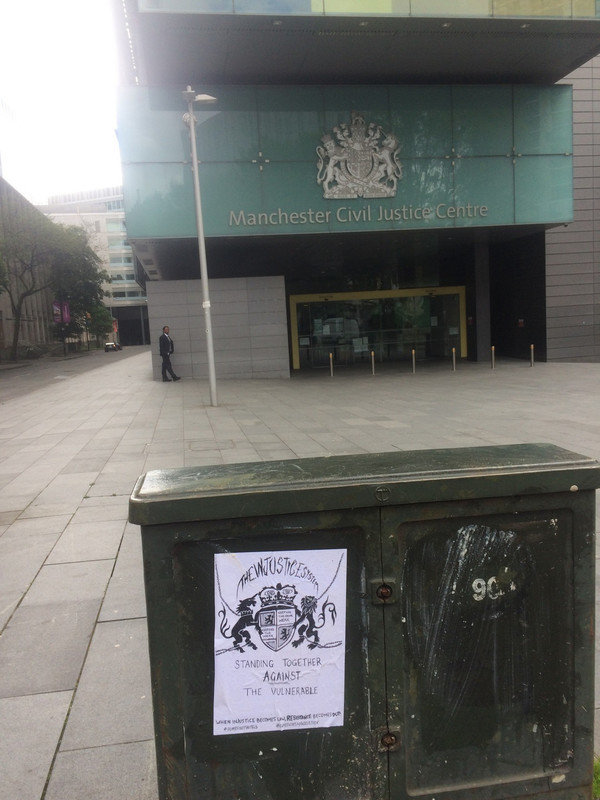 Manchester Civil Justice Centre
THE INJUSTICE SYSTEM
STANDING TOGETHER
AGAINST
THE VULNERABLE
WHEN INJUSTICE BECOMES LAW, RESISTANCE BECOMES DUTY